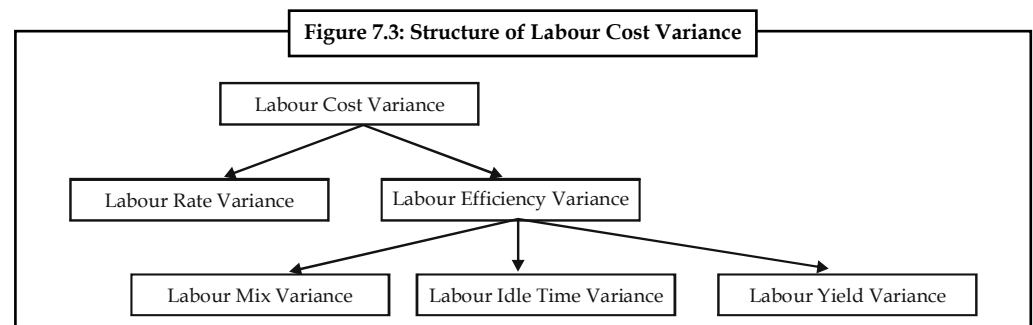 Figure 7.3: Structure of Labour Cost Variance
Labour Cost Variance
Labour Rate Variance
Labour Efficiency Variance
Labour Mix Variance
Labour Idle Time Variance
Labour Yield Variance